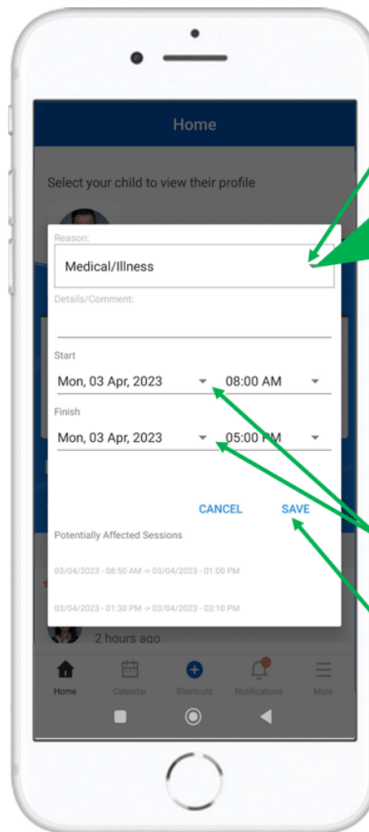 Home
Select your child to view their profile
Reason:
Medical/Illness
Details/Comment:
Start
Mon, 03 Apr, 2023 08:00 AM
Finish
Mon, 03 Apr, 2023 05:00 PM
CANCEL SAVE
Potentially Affected Sessions
03/04/2023 - 08:50 AM -> 03/04/2023 - 01:00 PM
03/04/2023 - 01:30 PM -> 03/04/2023 - 03:10 PM
2 hours ago
Home Calendar Shortcuts Notifications More